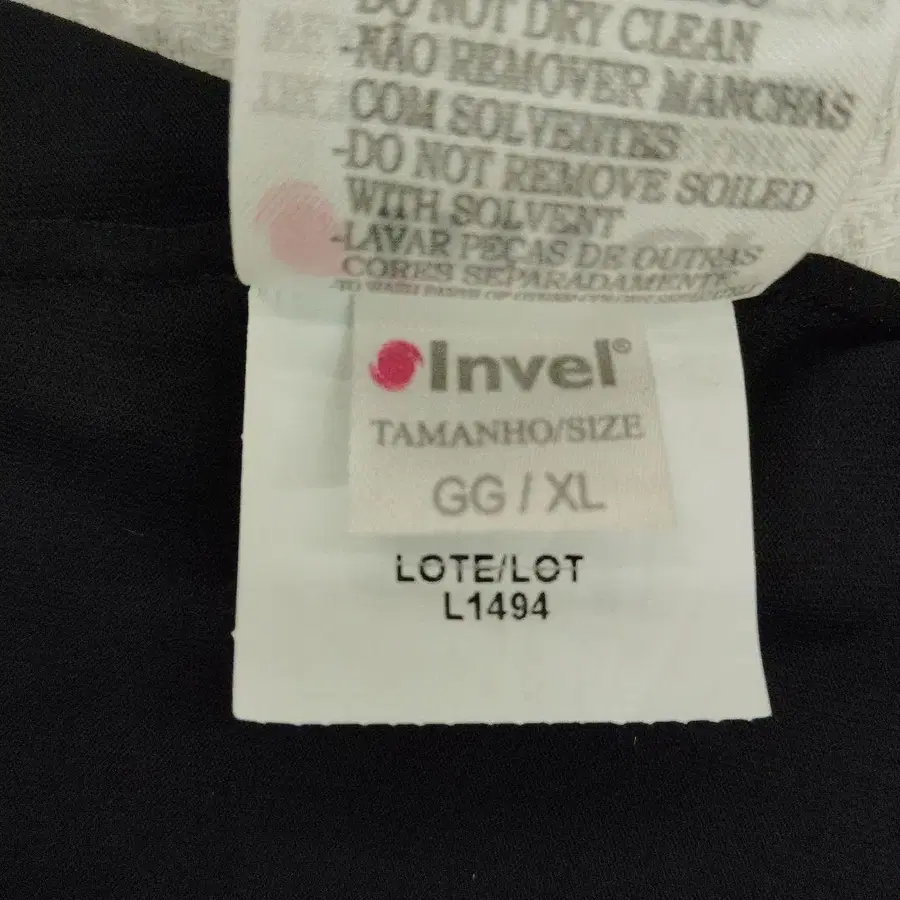 DO NOT DRY CLEAN
-NÃO REMOVER MANCHAS
COM SOLVENTES
-DO NOT REMOVE SOILED
WITH SOLVENT
-LAVAR PEÇAS DE OUTRAS
CORES SEPARADAMENTE
Invel®
TAMANHO/SIZE
GG / XL
LOTE/LOT
L1494